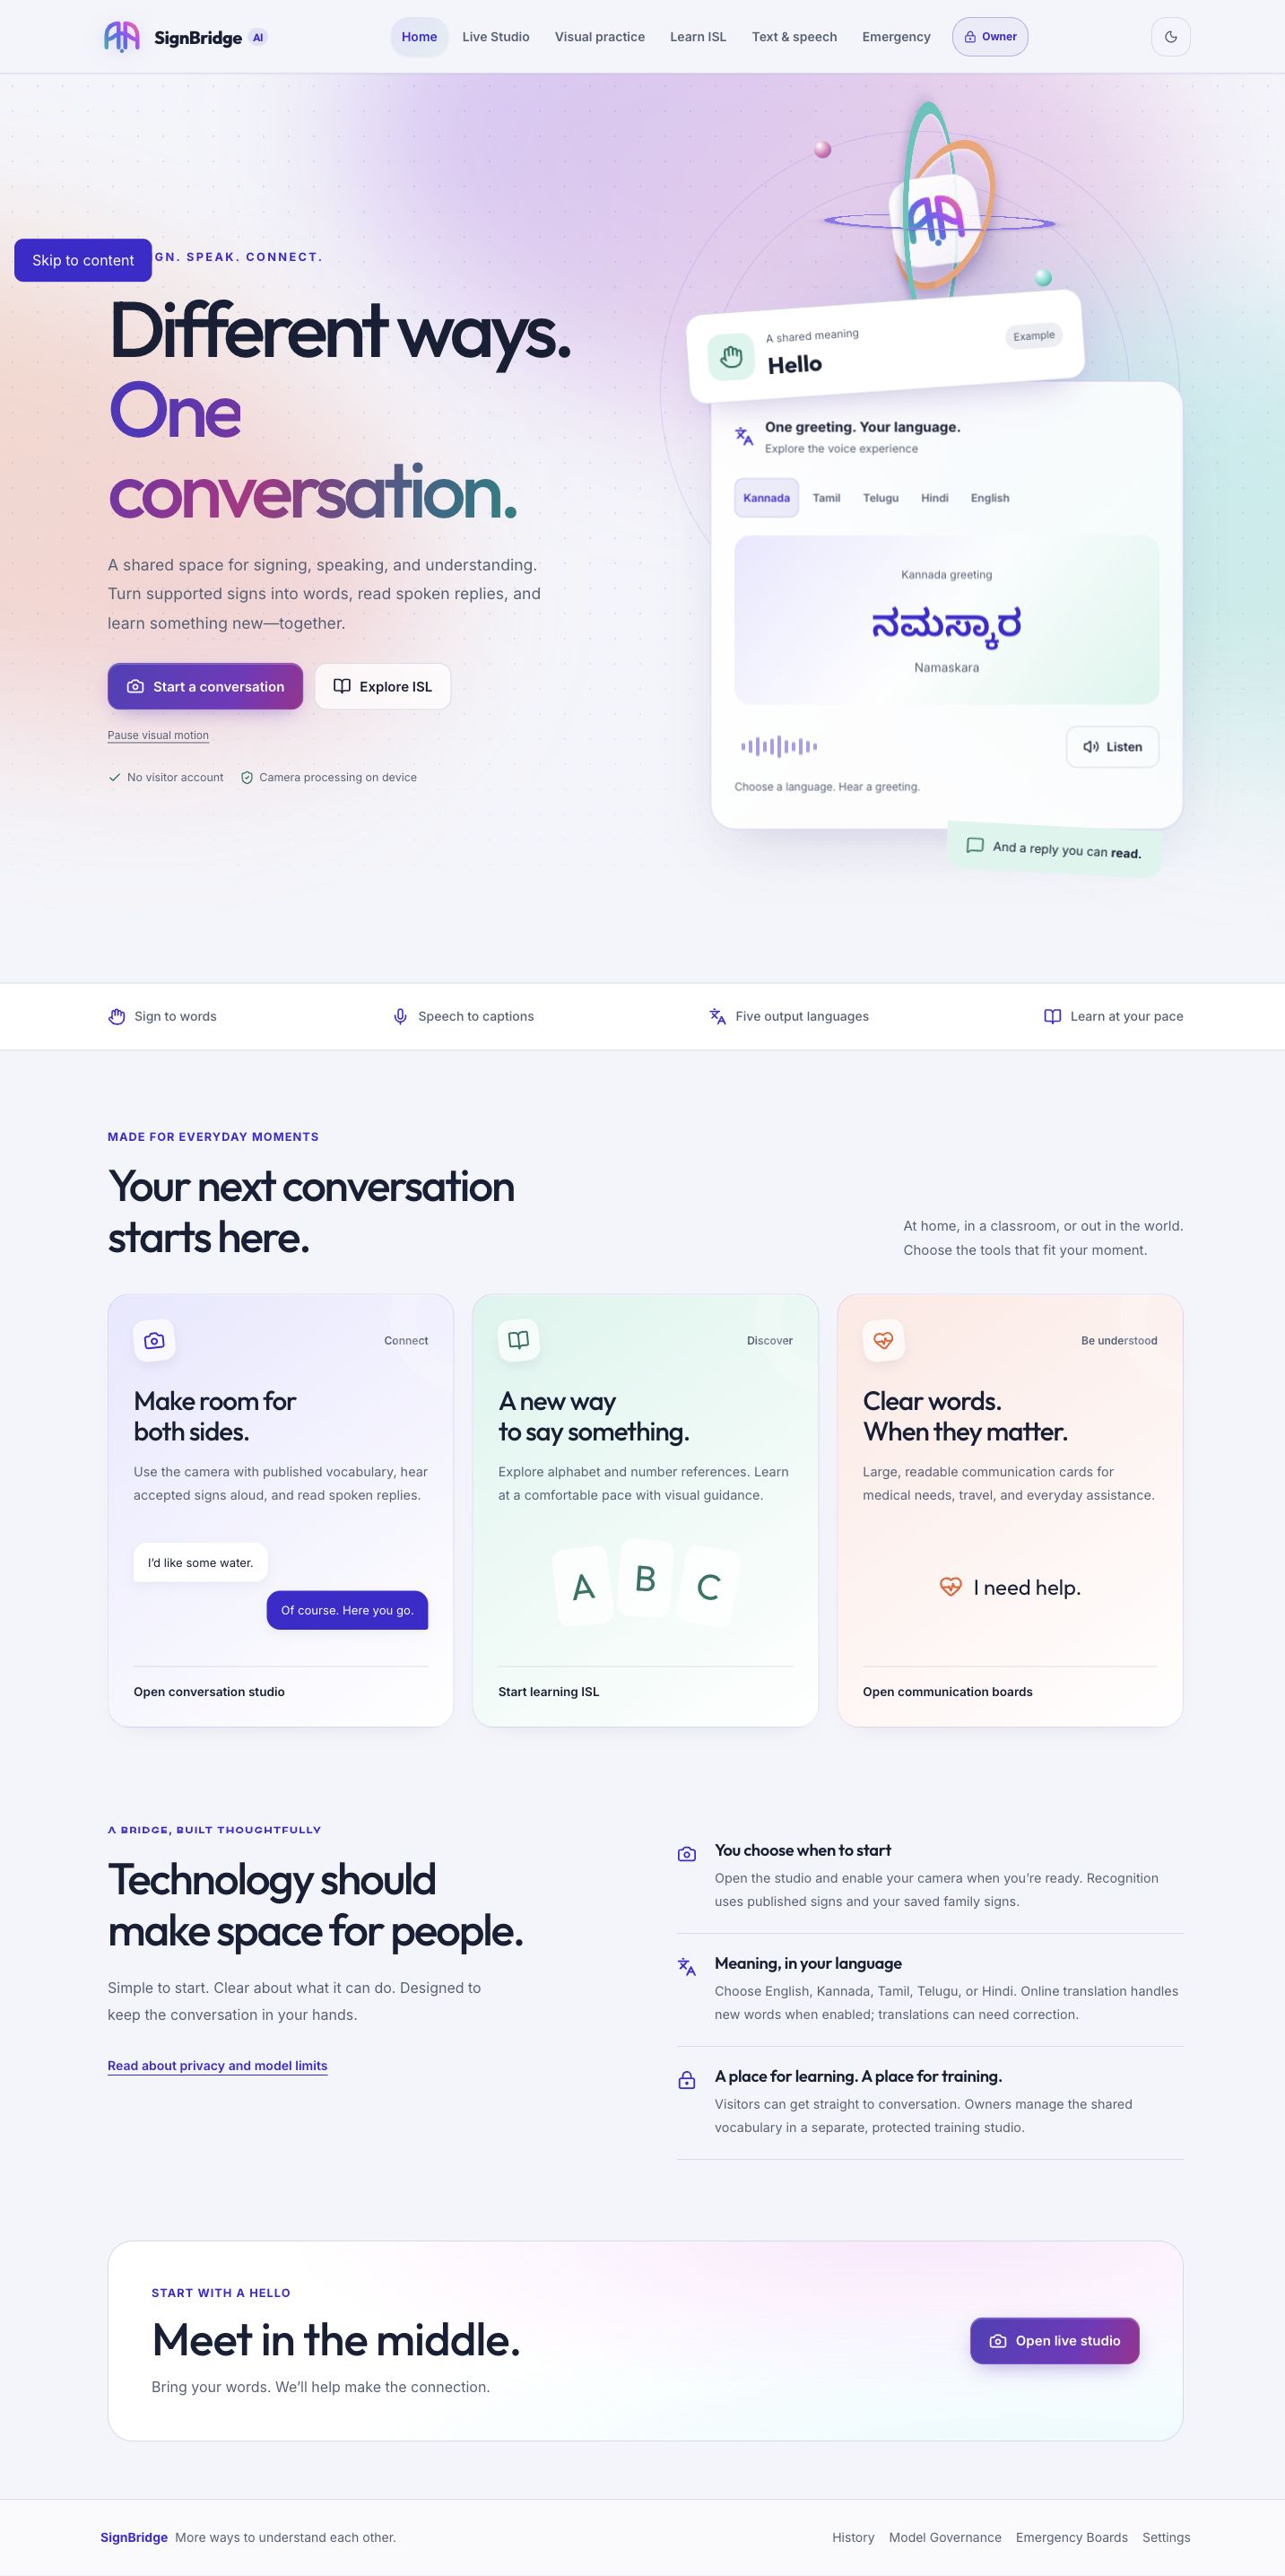 SignBridge AI
Home
Live Studio
Visual practice
Learn ISL
Text & speech
Emergency
Owner
Skip to content
GN. SPEAK. CONNECT.
Different ways.
One
conversation.
A shared space for signing, speaking, and understanding.
Turn supported signs into words, read spoken replies, and
learn something new—together.
Start a conversation
Explore ISL
Pause visual motion
No visitor account
Camera processing on device
A shared meaning
Hello
Example
One greeting. Your language.
Explore the voice experience
Kannada
Tamil
Telugu
Hindi
English
Kannada greeting
ನಮಸ್ಕಾರ
Namaskara
Listen
Choose a language. Hear a greeting.
And a reply you can read.
Sign to words
Speech to captions
Five output languages
Learn at your pace
MADE FOR EVERYDAY MOMENTS
Your next conversation
starts here.
At home, in a classroom, or out in the world.
Choose the tools that fit your moment.
Connect
Make room for
both sides.
Use the camera with published vocabulary, hear
accepted signs aloud, and read spoken replies.
I'd like some water.
Of course. Here you go.
Open conversation studio
Discover
A new way
to say something.
Explore alphabet and number references. Learn
at a comfortable pace with visual guidance.
A
B
C
Start learning ISL
Be understood
Clear words.
When they matter.
Large, readable communication cards for
medical needs, travel, and everyday assistance.
I need help.
Open communication boards
A BRIDGE, BUILT THOUGHTFULLY
Technology should
make space for people.
Simple to start. Clear about what it can do. Designed to
keep the conversation in your hands.
Read about privacy and model limits
You choose when to start
Open the studio and enable your camera when you're ready. Recognition
uses published signs and your saved family signs.
Meaning, in your language
Choose English, Kannada, Tamil, Telugu, or Hindi. Online translation handles
new words when enabled; translations can need correction.
A place for learning. A place for training.
Visitors can get straight to conversation. Owners manage the shared
vocabulary in a separate, protected training studio.
START WITH A HELLO
Meet in the middle.
Bring your words. We'll help make the connection.
Open live studio
SignBridge More ways to understand each other.
History
Model Governance
Emergency Boards
Settings